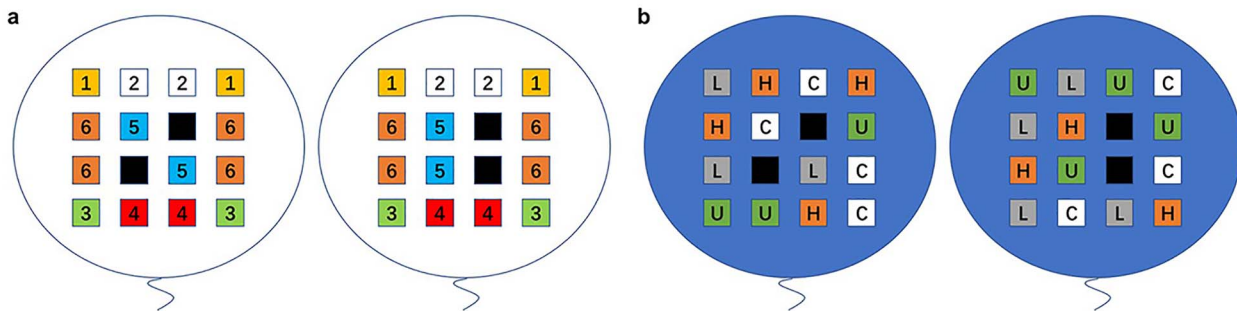 a
b
1 2 2 1
6 5 6
6 5 6
3 4 4 3
1 2 2 1
6 5 6
6 5 6
3 4 4 3
L H C H
H C U
L L C
U U H C
U L U C
L H U
H U C
L C L H